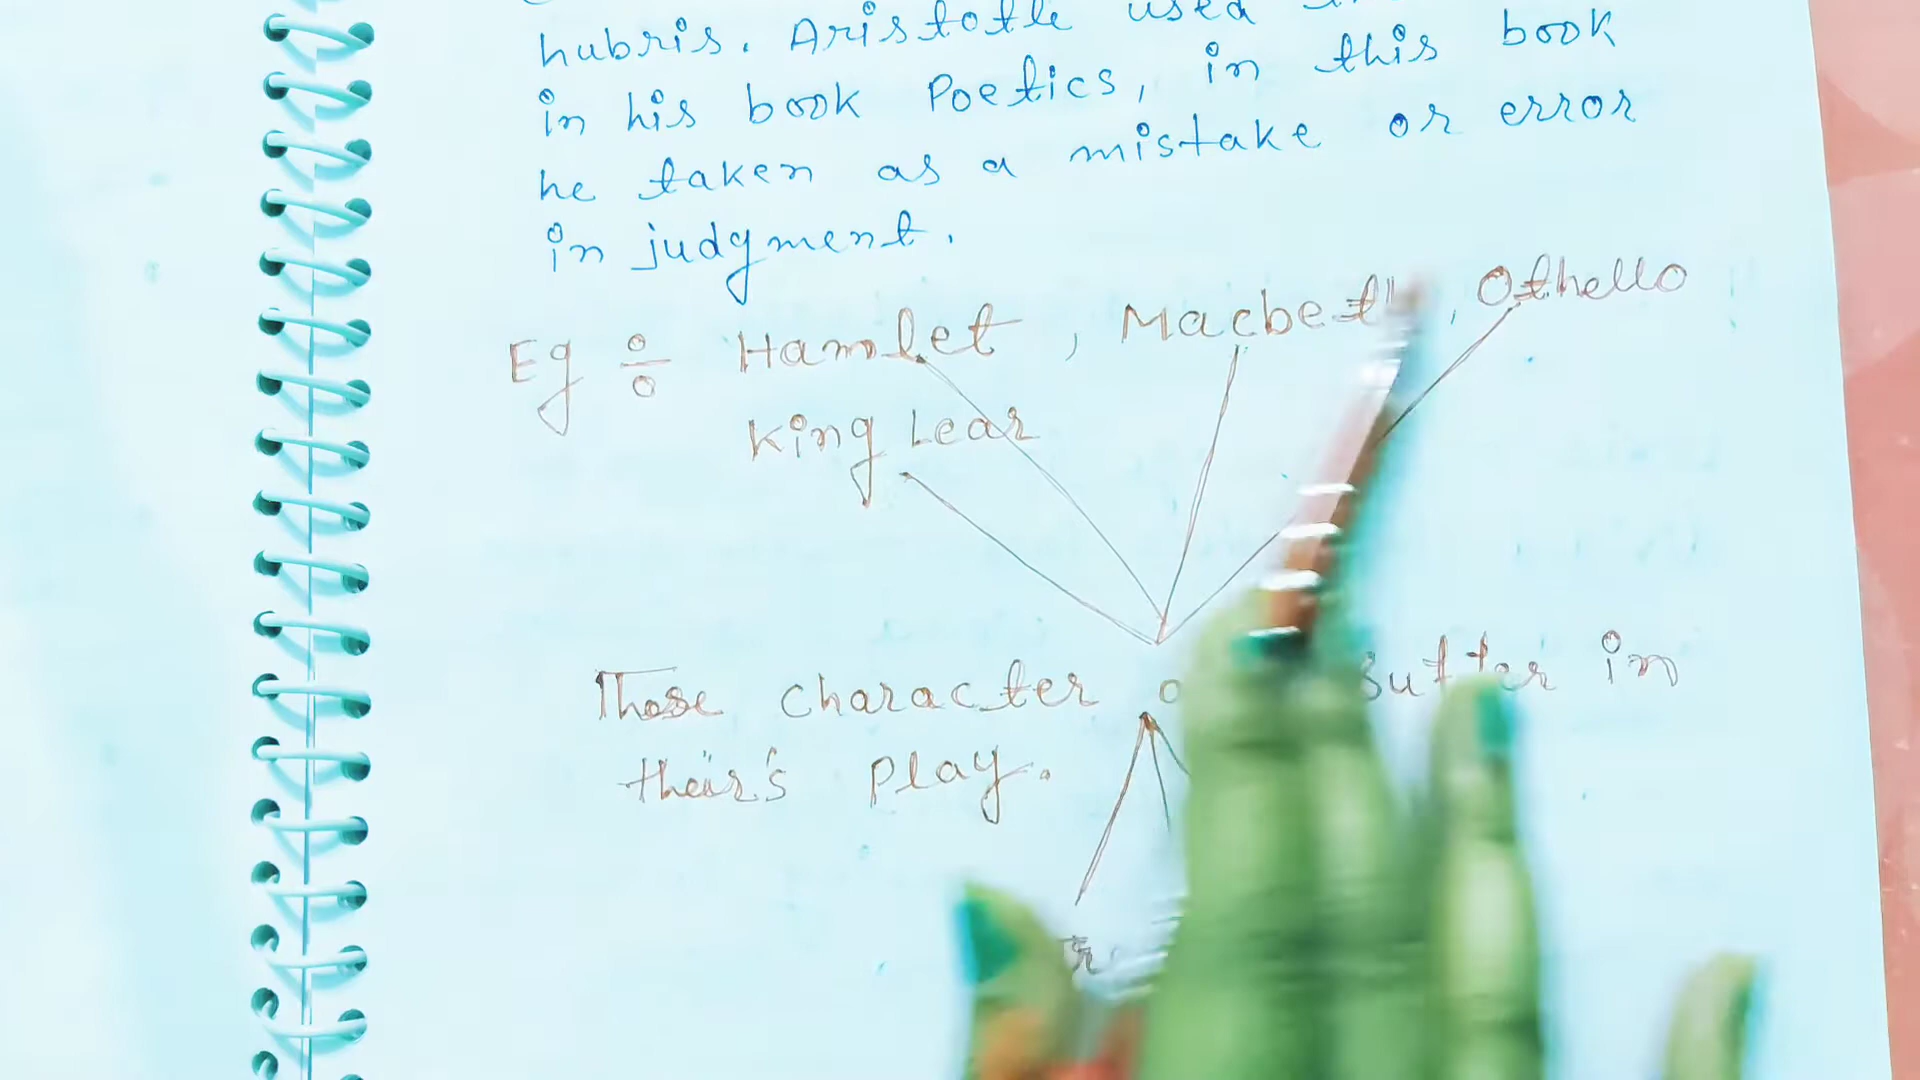 hubris. Aristotle used
in his book Poetics, in this book
he taken as a mistake or error
in judgment.
Eg : Hamlet , Macbeth , Othello
King Lear
These character in
their's Play.